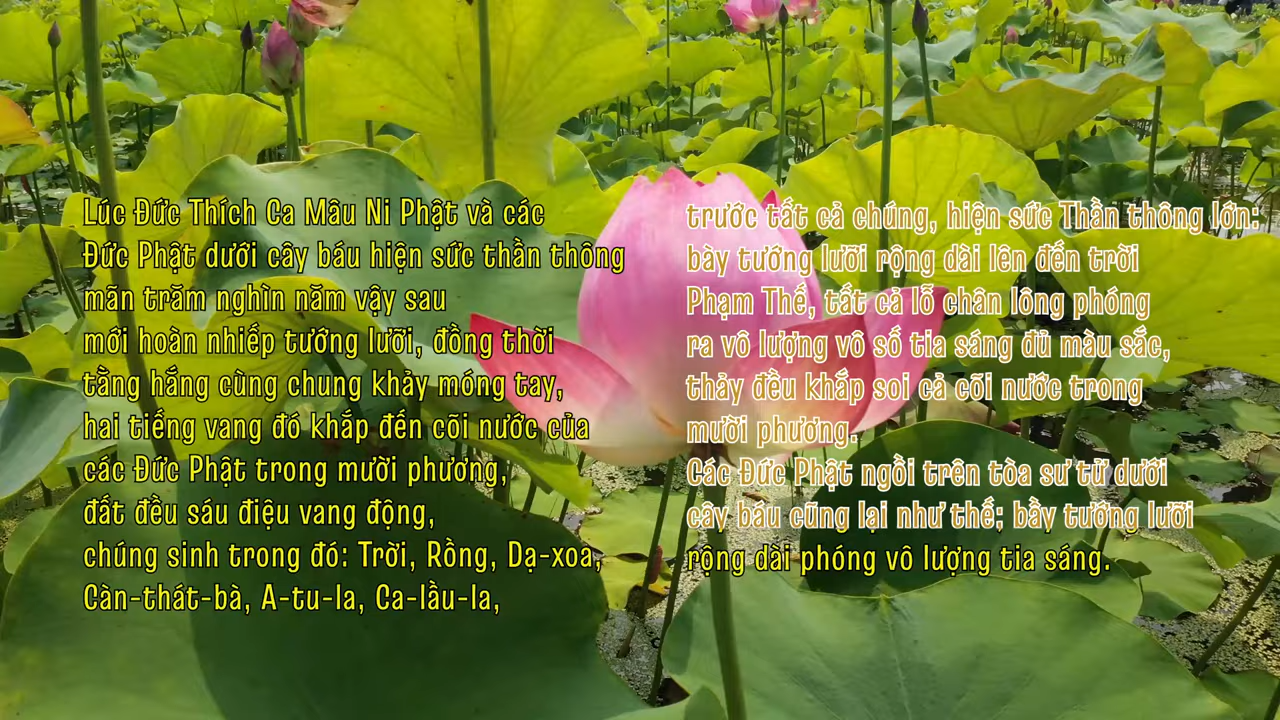 Lúc Đức Thích Ca Mâu Ni Phật và các
Đức Phật dưới cây báu hiện sức thần thông
mãn trăm nghìn năm vậy sau
mới hoàn nhiếp tướng lưỡi, đồng thời
tằng hắng cùng chung khảy móng tay,
hai tiếng vang đó khắp đến cõi nước của
các Đức Phật trong mười phương,
đất đều sáu điệu vang động,
chúng sinh trong đó: Trời, Rồng, Dạ-xoa,
Càn-thát-bà, A-tu-la, Ca-lầu-la,
trước tất cả chúng, hiện sức Thần thông lớn:
bày tướng lưỡi rộng dài lên đến trời
Phạm Thế, tất cả lỗ chân lông phóng
ra vô lượng vô số tia sáng đủ màu sắc,
thảy đều khắp soi cả cõi nước trong
mười phương.
Các Đức Phật ngồi trên tòa sư tử dưới
cây báu cũng lại như thế; bầy tướng lưỡi
rộng dài phóng vô lượng tia sáng.